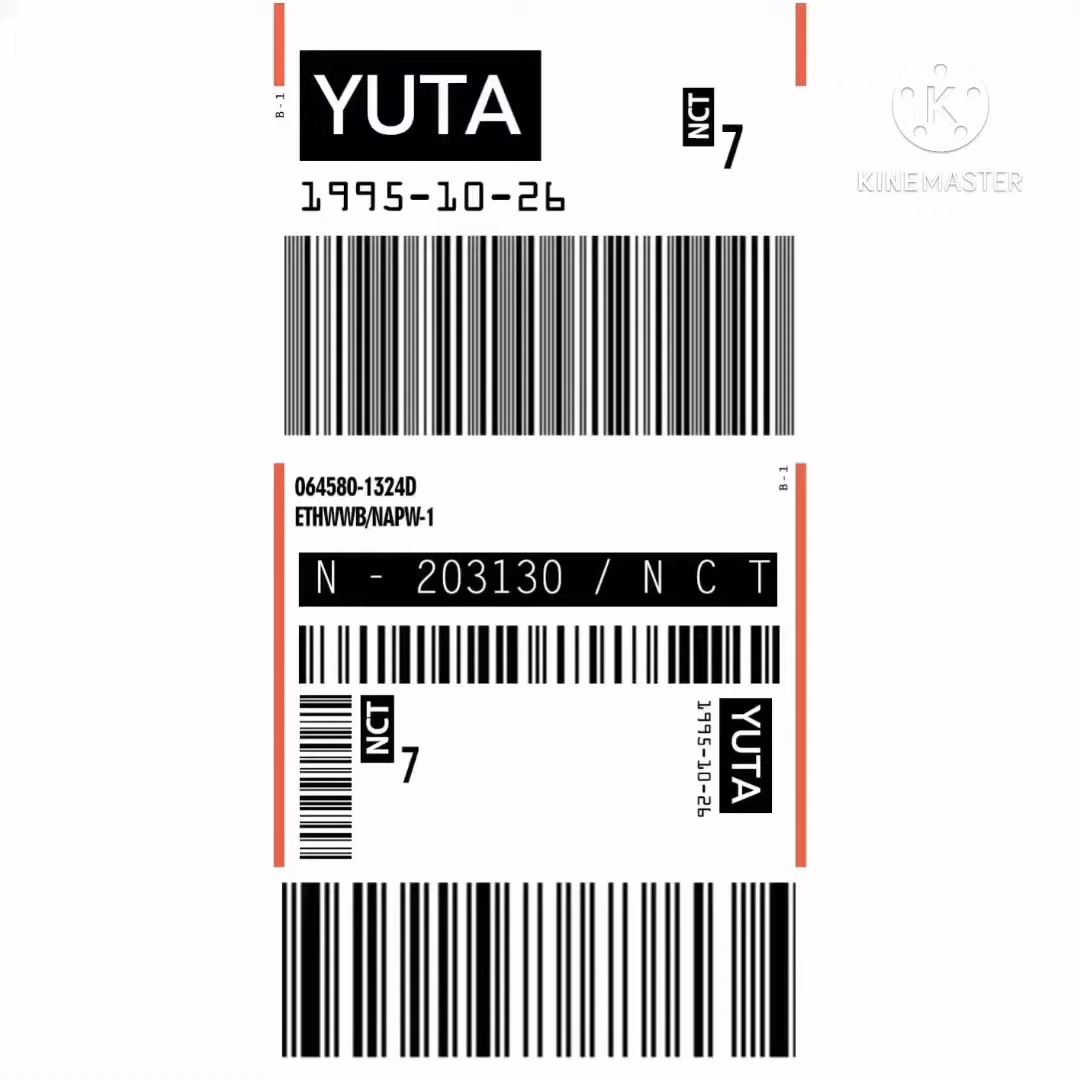 YUTA
B-1
NCT
7
K
KINEMASTER
1995-10-26
064580-1324D
B-1
ETHWWB/NAPW-1
N - 203130 / N C T
NCT
7
YUTA
1995-10-26